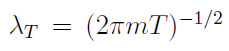 λ_T = (2πmT)^{-1/2}